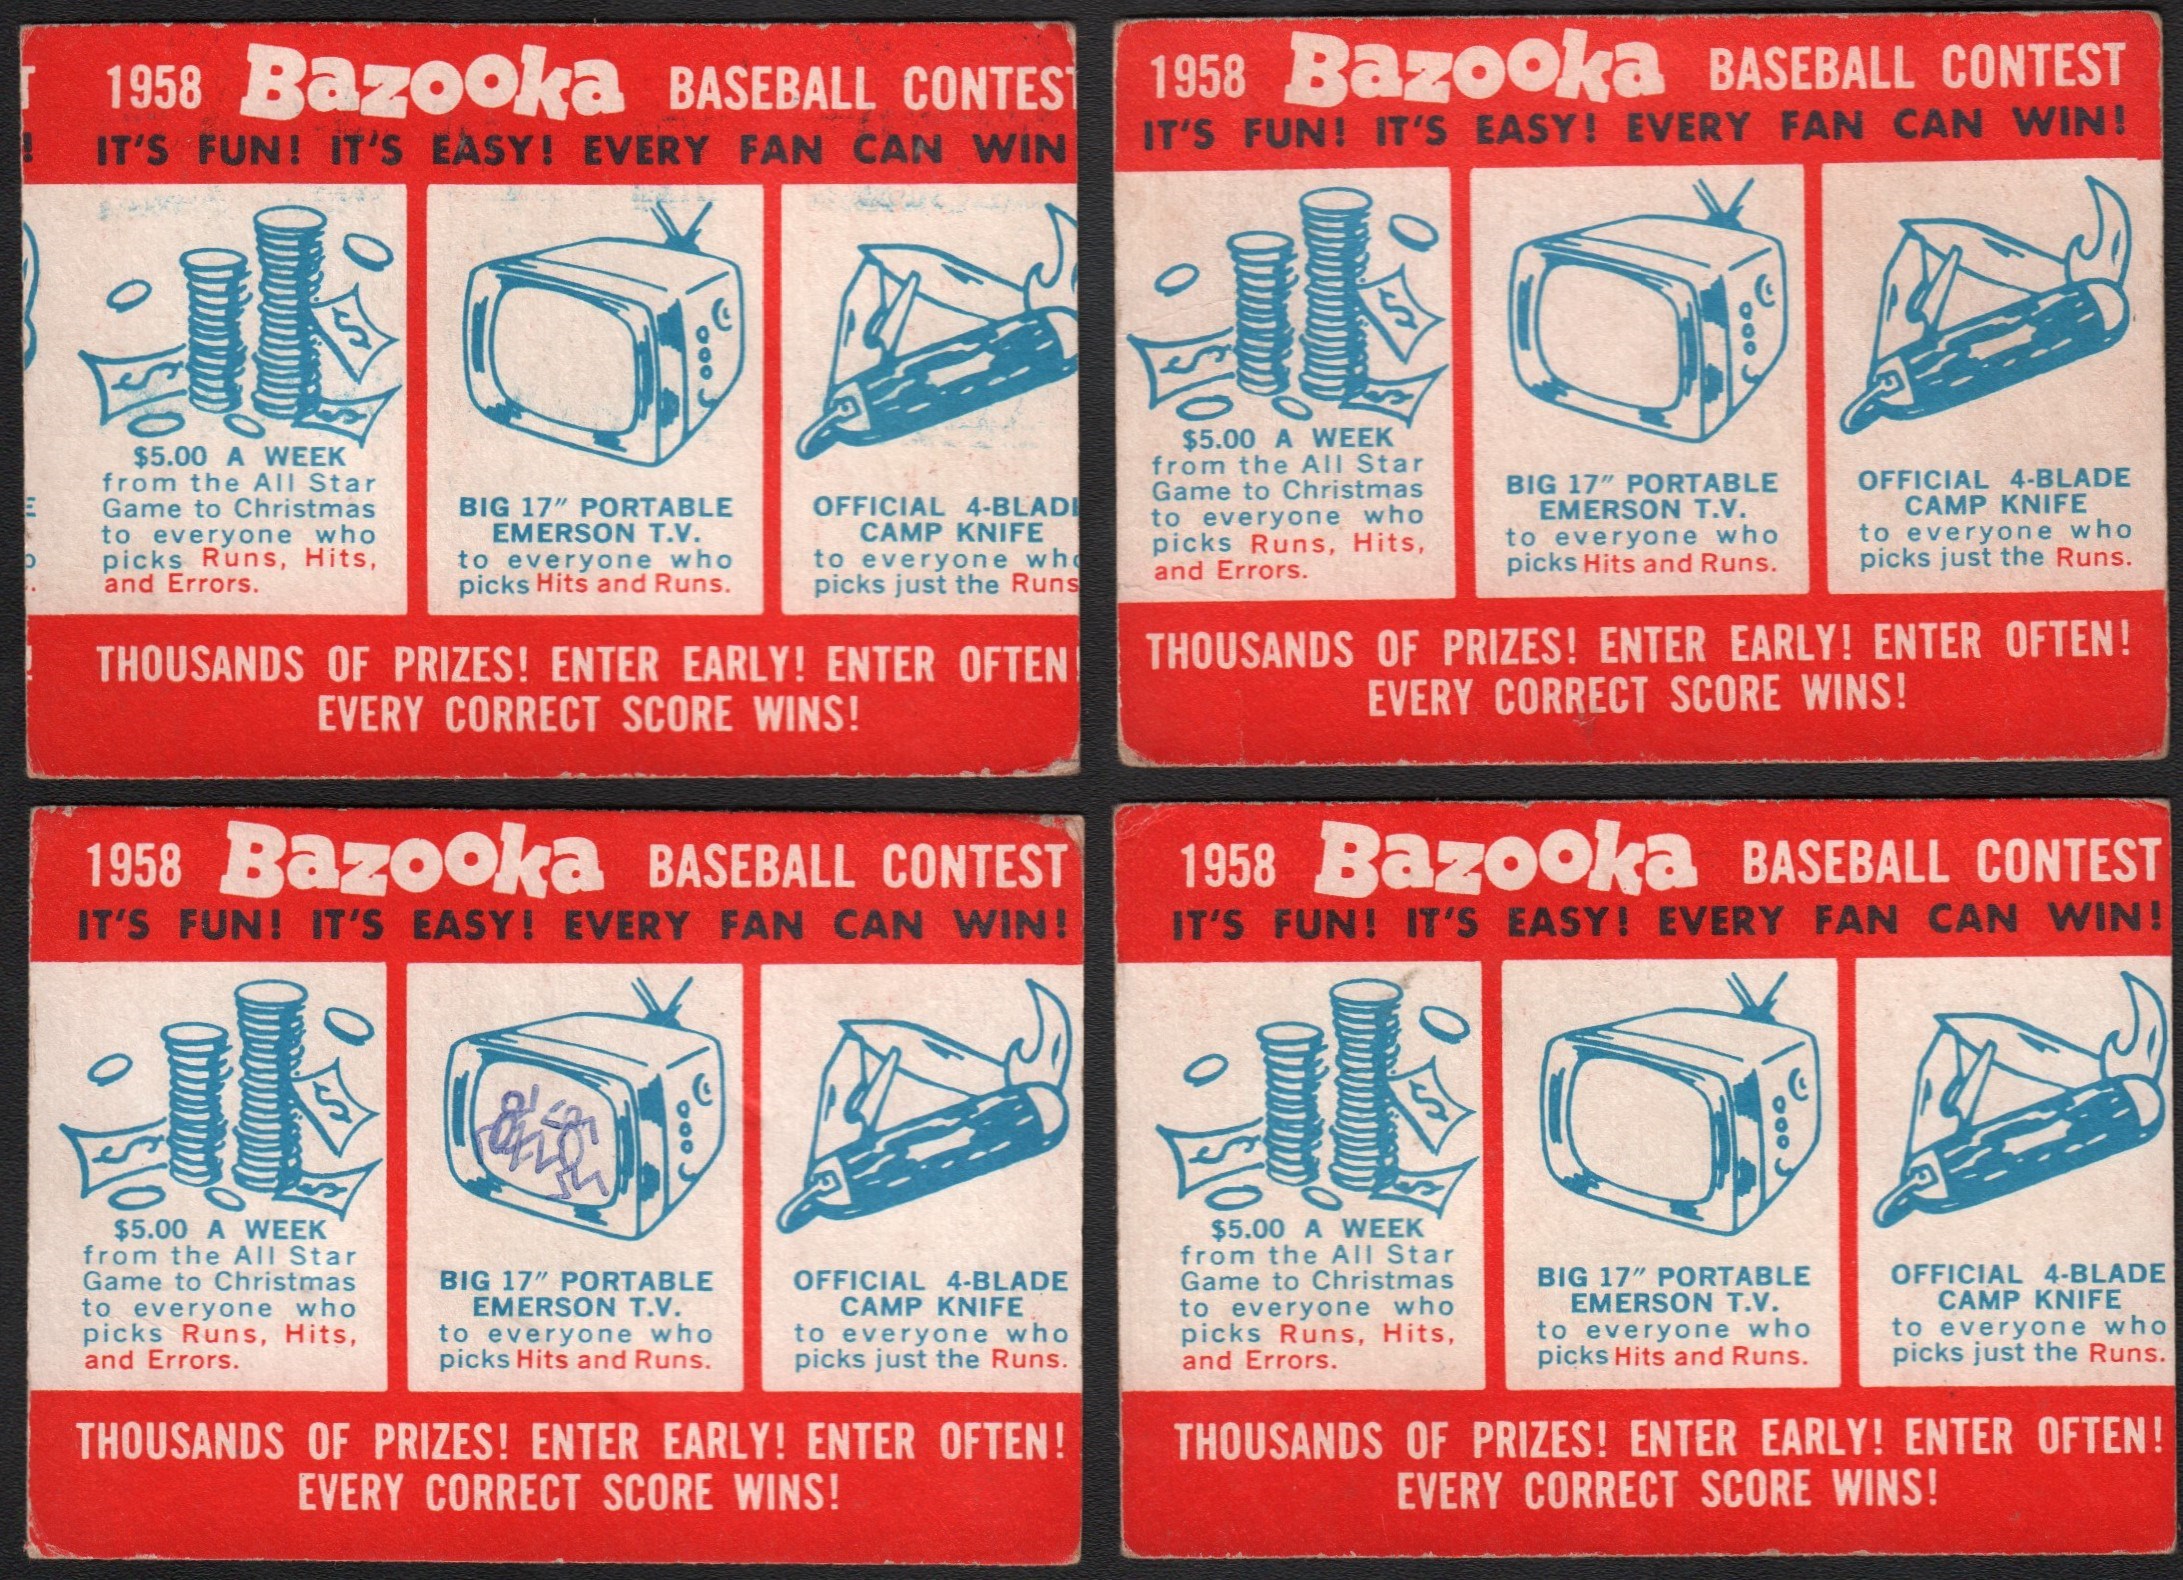 1958 Bazooka BASEBALL CONTEST
IT'S FUN! IT'S EASY! EVERY FAN CAN WIN
$5.00 A WEEK
from the All Star
Game to Christmas
to everyone who
picks Runs, Hits,
and Errors.
BIG 17″ PORTABLE
EMERSON T.V.
to everyone who
picks Hits and Runs.
OFFICIAL 4-BLADE
CAMP KNIFE
to everyone who
picks just the Runs
THOUSANDS OF PRIZES! ENTER EARLY! ENTER OFTEN!
EVERY CORRECT SCORE WINS!
1958 Bazooka BASEBALL CONTEST
IT'S FUN! IT'S EASY! EVERY FAN CAN WIN!
$5.00 A WEEK
from the All Star
Game to Christmas
to everyone who
picks Runs, Hits,
and Errors.
BIG 17″ PORTABLE
EMERSON T.V.
to everyone who
picks Hits and Runs.
OFFICIAL 4-BLADE
CAMP KNIFE
to everyone who
picks just the Runs.
THOUSANDS OF PRIZES! ENTER EARLY! ENTER OFTEN!
EVERY CORRECT SCORE WINS!
1958 Bazooka BASEBALL CONTEST
IT'S FUN! IT'S EASY! EVERY FAN CAN WIN!
$5.00 A WEEK
from the All Star
Game to Christmas
to everyone who
picks Runs, Hits,
and Errors.
BIG 17″ PORTABLE
EMERSON T.V.
to everyone who
picks Hits and Runs.
OFFICIAL 4-BLADE
CAMP KNIFE
to everyone who
picks just the Runs.
THOUSANDS OF PRIZES! ENTER EARLY! ENTER OFTEN!
EVERY CORRECT SCORE WINS!
1958 Bazooka BASEBALL CONTEST
IT'S FUN! IT'S EASY! EVERY FAN CAN WIN!
$5.00 A WEEK
from the All Star
Game to Christmas
to everyone who
picks Runs, Hits,
and Errors.
BIG 17″ PORTABLE
EMERSON T.V.
to everyone who
picks Hits and Runs.
OFFICIAL 4-BLADE
CAMP KNIFE
to everyone who
picks just the Runs.
THOUSANDS OF PRIZES! ENTER EARLY! ENTER OFTEN!
EVERY CORRECT SCORE WINS!